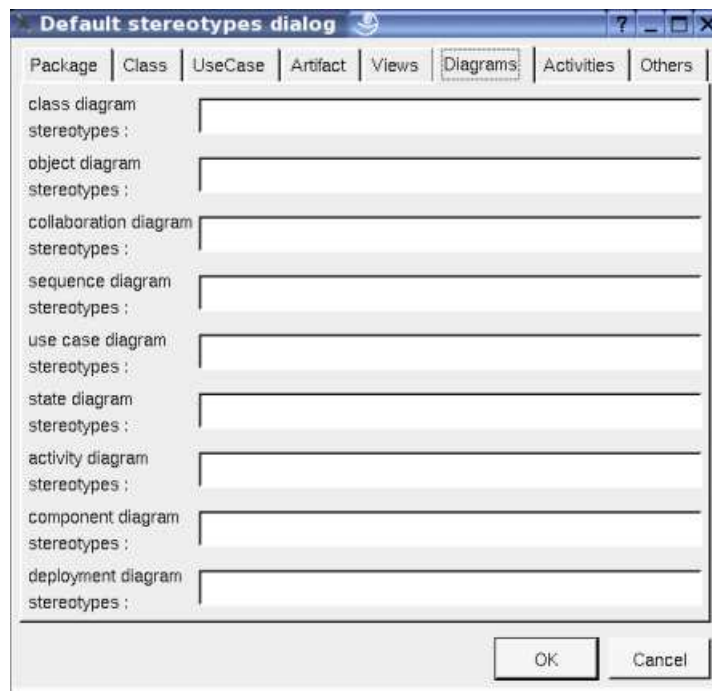 Default stereotypes dialog ? _ X
Package Class UseCase Artifact Views Diagrams Activities Others
class diagram
stereotypes :
object diagram
stereotypes :
collaboration diagram
stereotypes :
sequence diagram
stereotypes :
use case diagram
stereotypes :
state diagram
stereotypes :
activity diagram
stereotypes :
component diagram
stereotypes :
deployment diagram
stereotypes :
OK Cancel